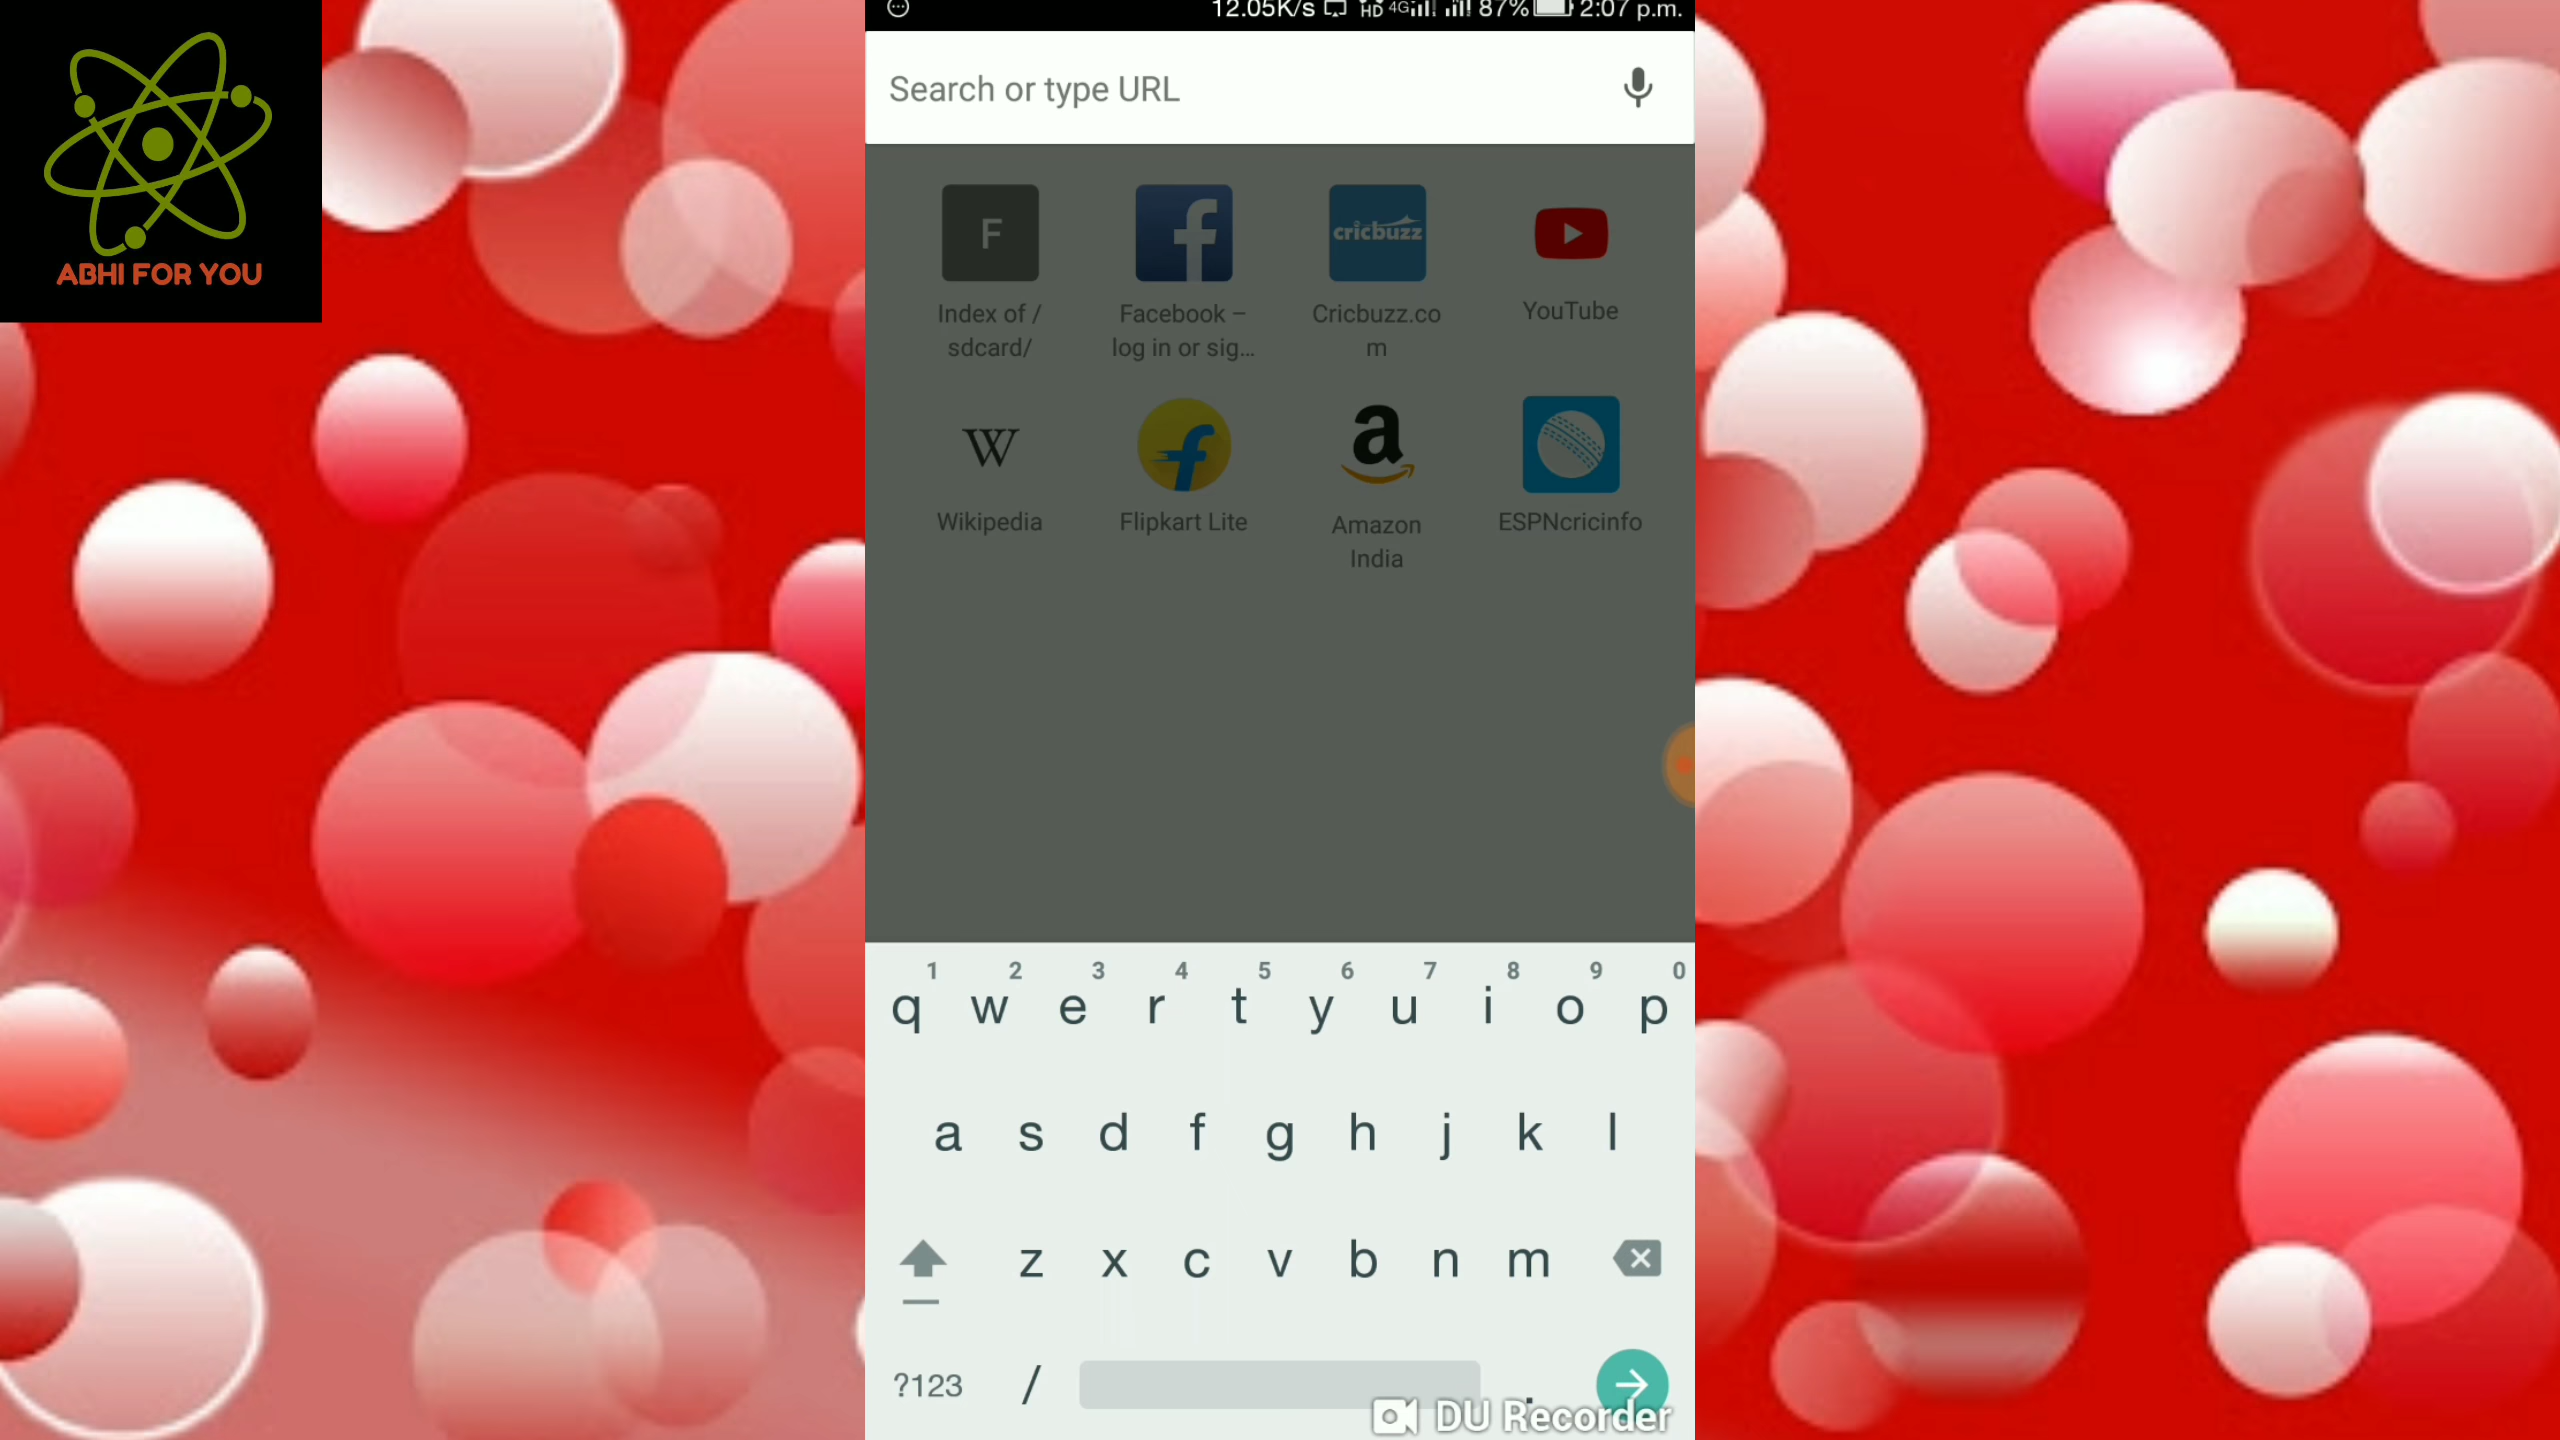 ABHI FOR YOU
12.05K/s HD 4G 87% 2:07 p.m.
Search or type URL
F
cricbuzz
Index of /
sdcard/
Facebook –
log in or sig...
Cricbuzz.co
m
YouTube
W
a
Wikipedia
Flipkart Lite
Amazon
India
ESPNcricinfo
1 2 3 4 5 6 7 8 9 0
q w e r t y u i o p
a s d f g h j k l
z x c v b n m
?123 / .
DU Recorder